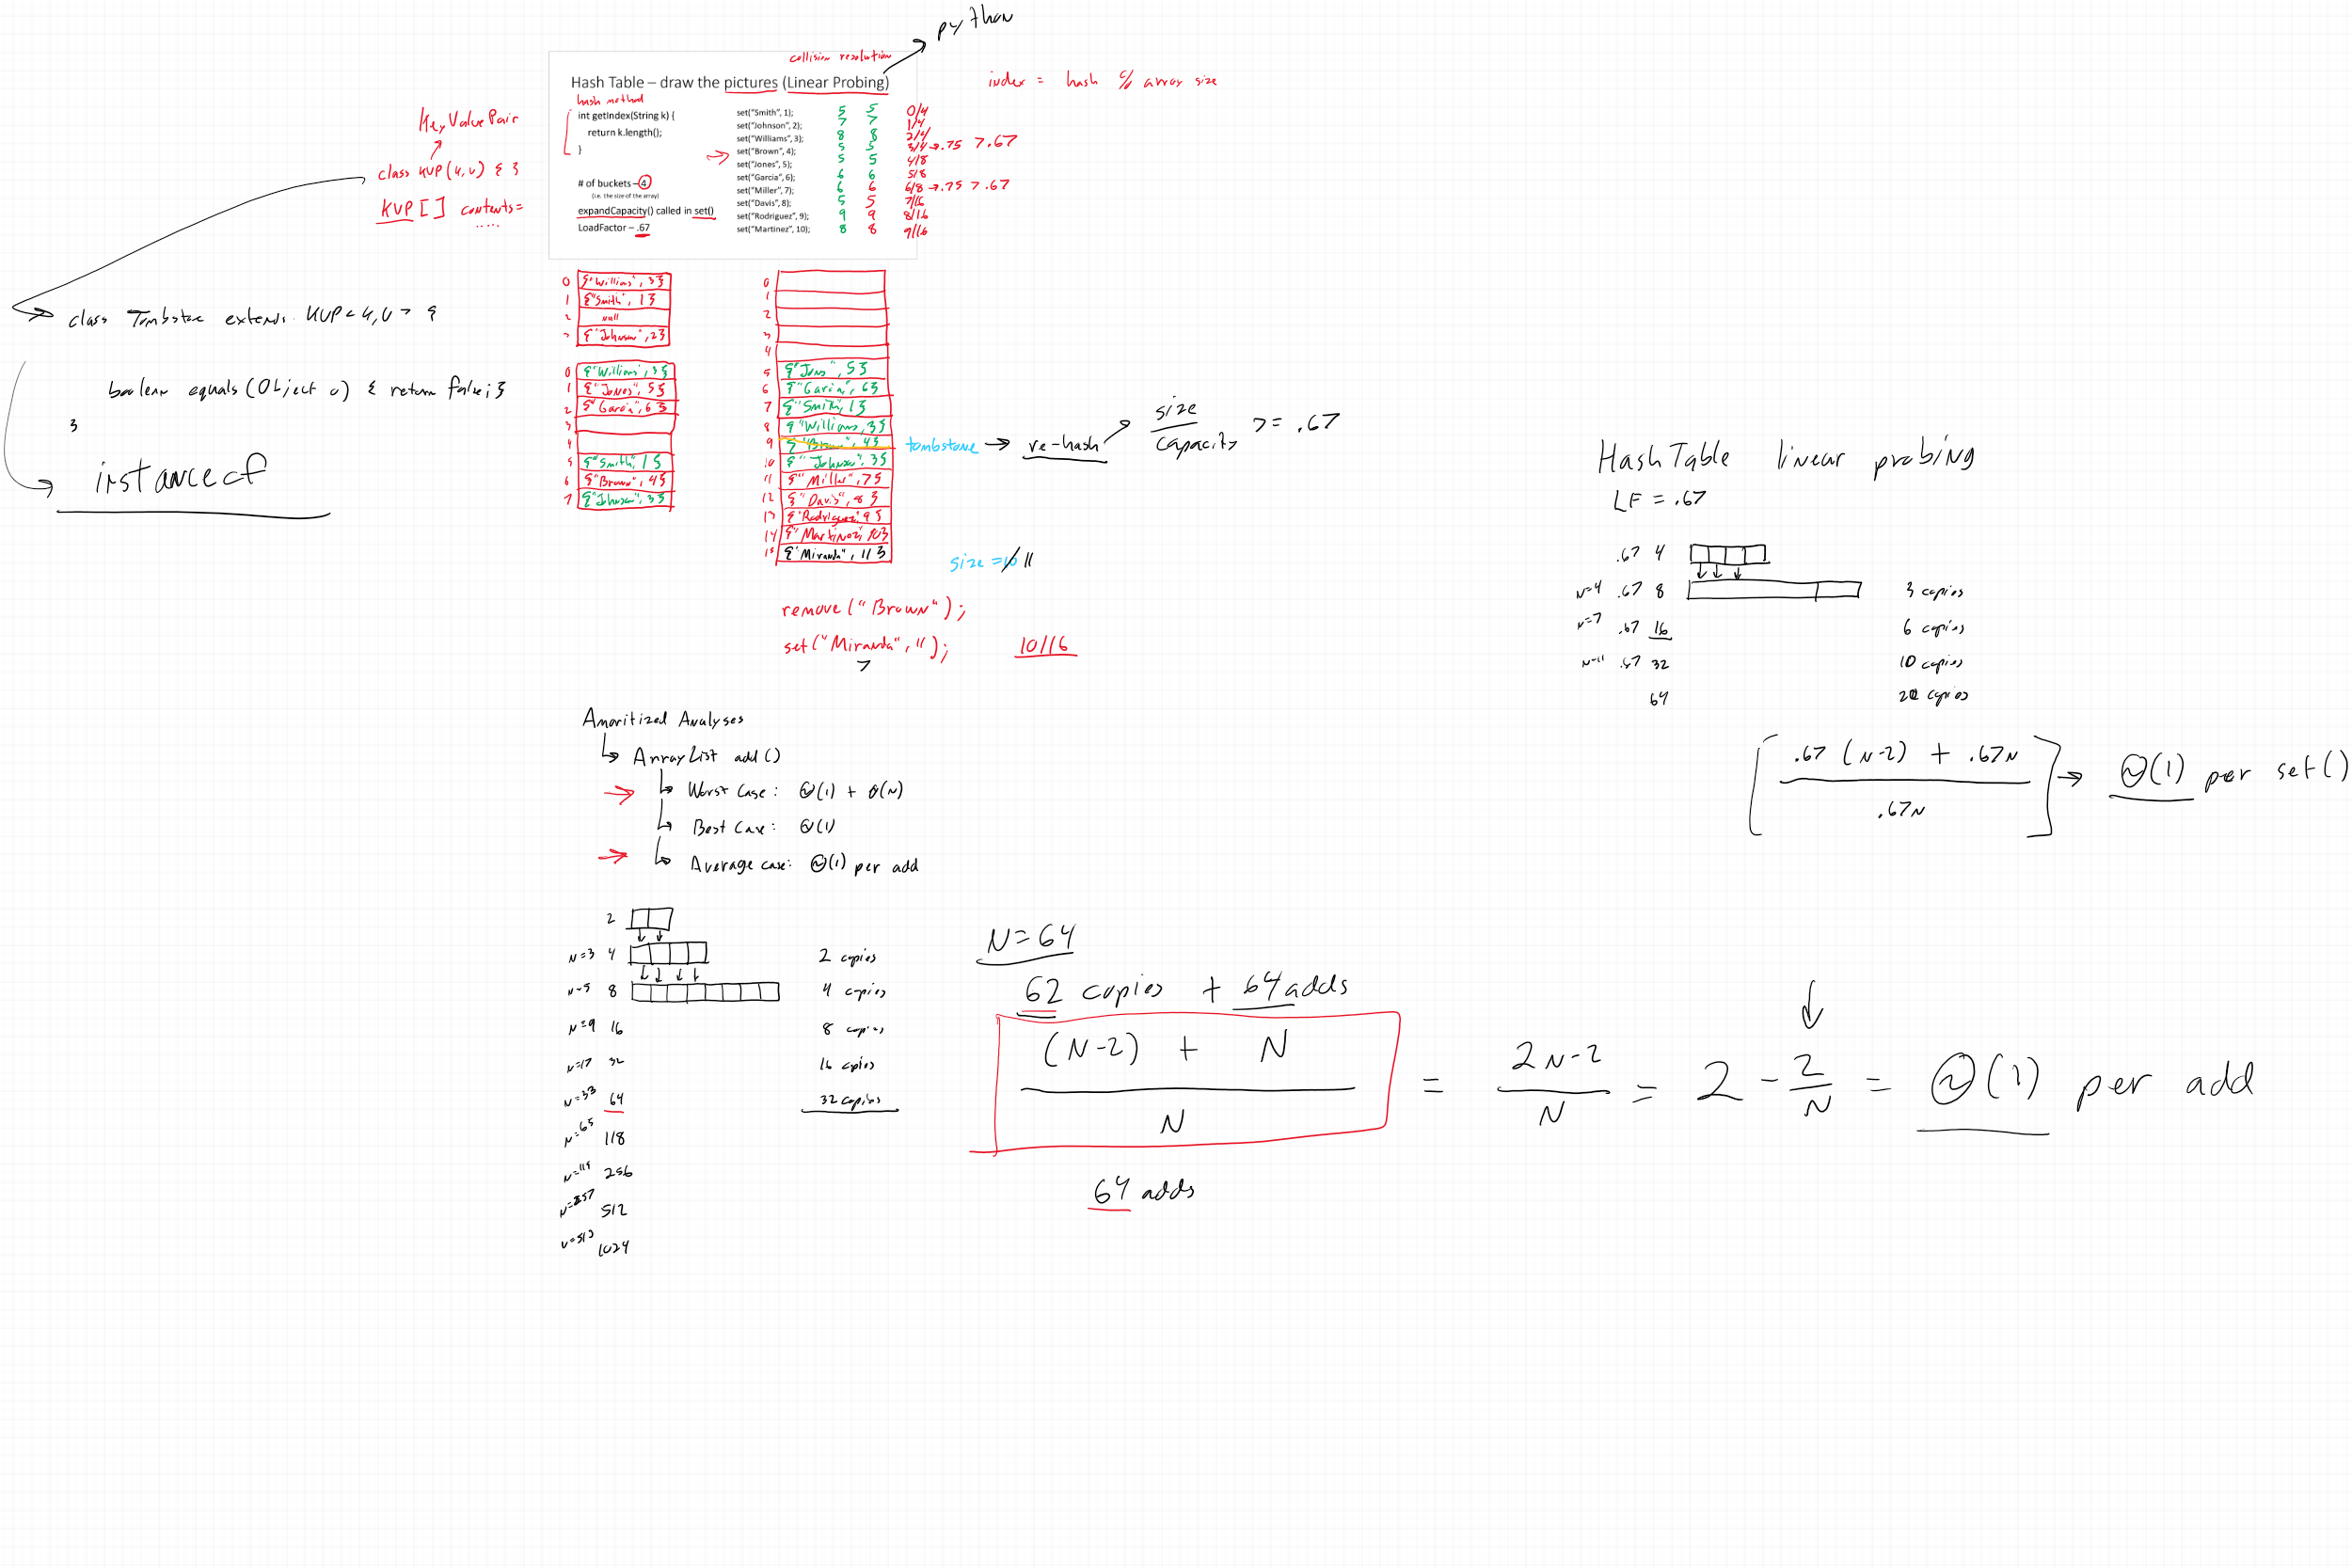 python
collision resolution
Hash Table – draw the pictures (Linear Probing)
index = hash % array size
hash method
int getIndex(String k) {
return k.length();
}
# of buckets – 4
(i.e. the size of the array)
expandCapacity() called in set()
LoadFactor – .67
set("Smith", 1); 5 5 0/4
set("Johnson", 2); 7 7 1/4
set("Williams", 3); 8 8 2/4
set("Brown", 4); 5 5 3/4 → .75 > .67
set("Jones", 5); 5 5 4/8
set("Garcia", 6); 6 6 5/8
set("Miller", 7); 6 6 6/8 → .75 > .67
set("Davis", 8); 5 5 7/16
set("Rodriguez", 9); 9 9 8/16
set("Martinez", 10); 8 8 9/16
Key Value Pair
class KVP(k,v) { }
KVP[] contents=
.....
class Tombstone extends KVP<K,V> {
boolean equals(Object o) { return false; }
}
instanceof
0 {"Williams", 3}
1 {"Smith", 1}
2 null
3 {"Johnson", 2}
0 {"Williams", 3}
1 {"Jones", 5}
2 {"Garcia", 6}
3
4
5 {"Smith", 1}
6 {"Brown", 4}
7 {"Johnson", 3}
0
1
2
3
4
5 {"Jons", 5}
6 {"Garcia", 6}
7 {"Smith", 1}
8 {"Williams, 3}
9 {"Brown", 4} tombstone → re-hash
10 {"Johnson", 3}
11 {"Miller", 7}
12 {"Davis", 8}
13 {"Rodriguez", 9}
14 {"Martinez", 10}
15 {"Miranda", 11}
size
capacity >= .67
size = 10 11
remove("Brown");
set("Miranda", 11); 10/16
7
HashTable linear probing
LF = .67
.67 4
N=4 .67 8 3 copies
N=7 .67 16 6 copies
N=11 .67 32 10 copies
64 copies
.67 (N-2) + .67N
.67N
→ Θ(1) per set()
Amoritized Analyses
ArrayList add()
Worst Case: Θ(1) + Θ(N)
Best Case: Θ(1)
Average case: Θ(1) per add
2
N=3 4 2 copies
N=5 8 4 copies
N=9 16 8 copies
N=17 32 16 copies
N=33 64 32 copies
N=65 118
256
N=257 512
N=513 1024
N=64
62 copies + 64 adds
(N-2) + N
N
= 2N-2
N
= 2 - 2
N
= Θ(1) per add
64 adds